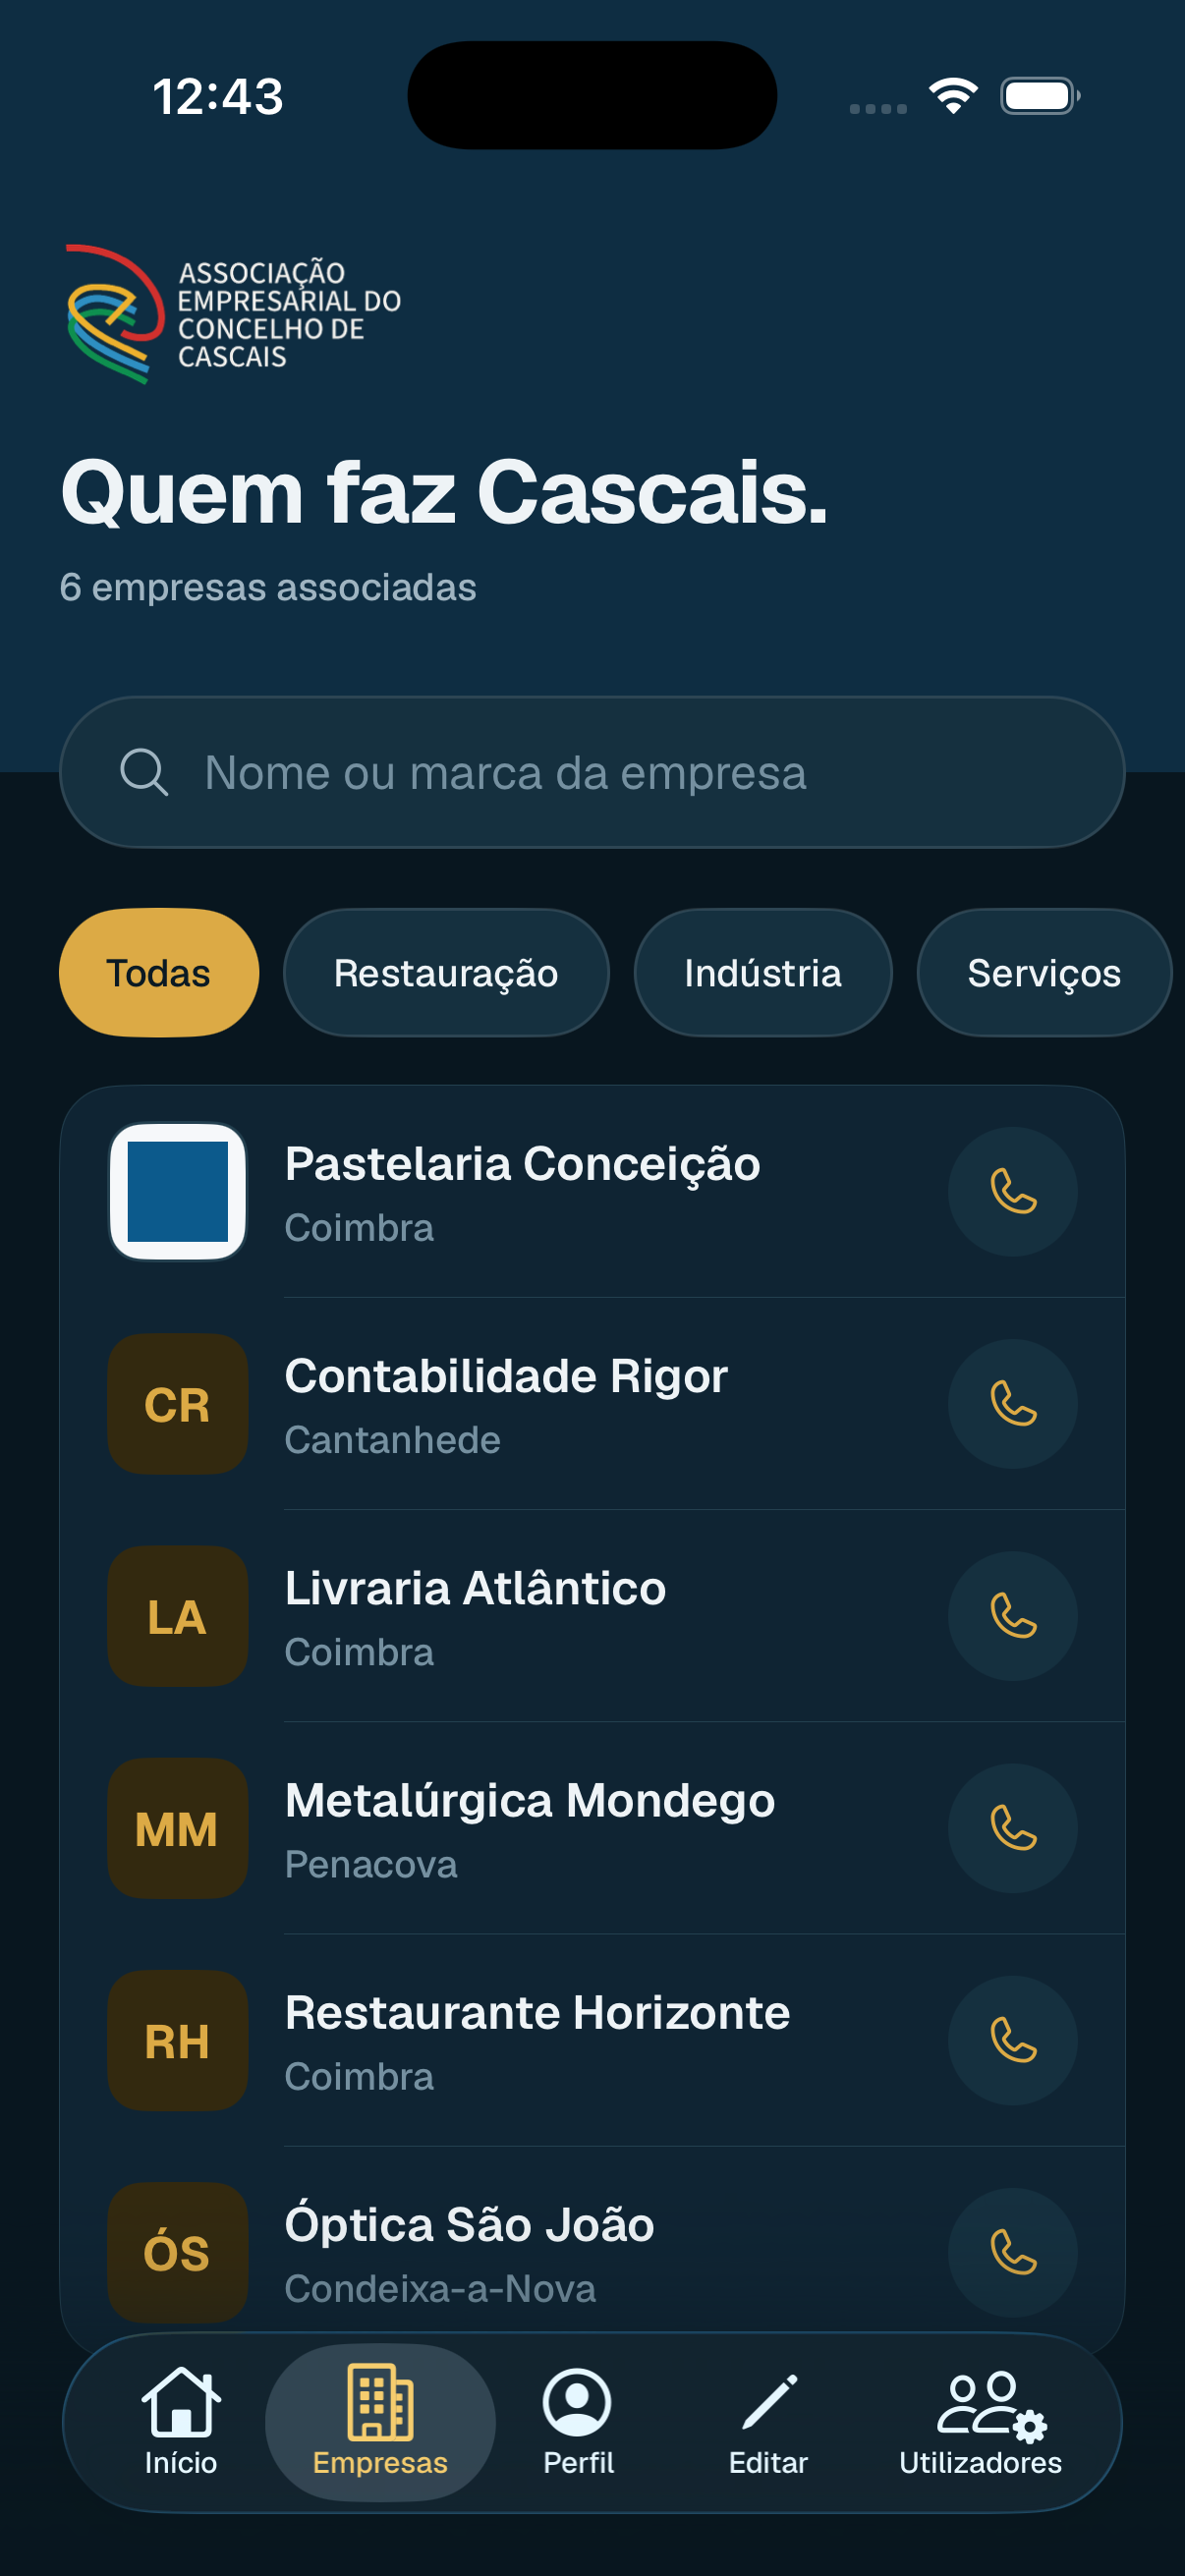 12:43
ASSOCIAÇÃO
EMPRESARIAL DO
CONCELHO DE
CASCAIS
Quem faz Cascais.
6 empresas associadas
Nome ou marca da empresa
Todas
Restauração
Indústria
Serviços
Pastelaria Conceição
Coimbra
CR
Contabilidade Rigor
Cantanhede
LA
Livraria Atlântico
Coimbra
MM
Metalúrgica Mondego
Penacova
RH
Restaurante Horizonte
Coimbra
ÓS
Óptica São João
Condeixa-a-Nova
Início
Empresas
Perfil
Editar
Utilizadores